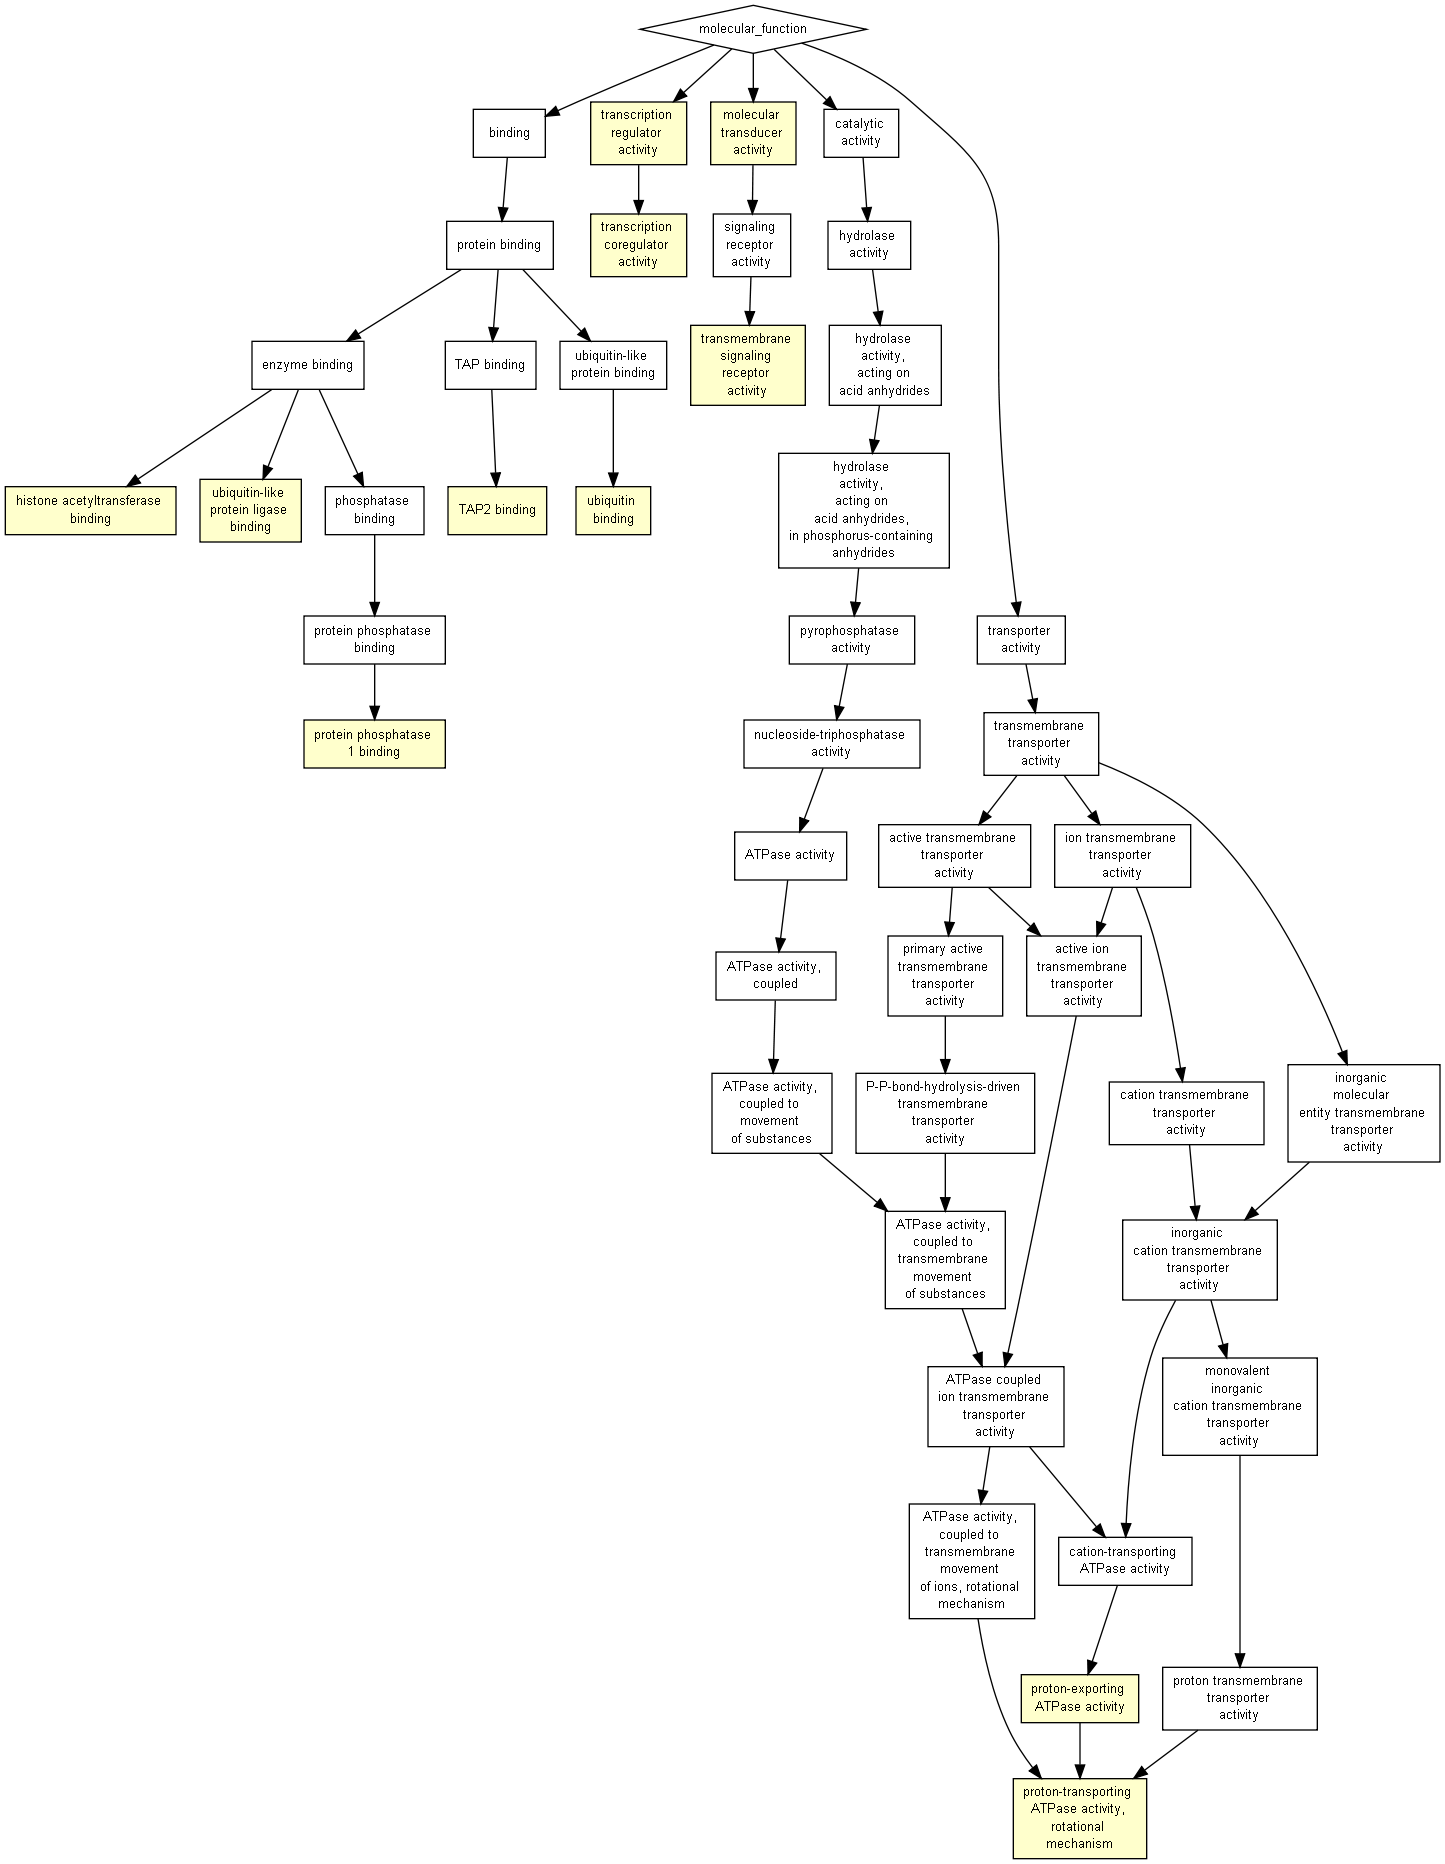 molecular_function
binding
transcription
regulator
activity
molecular
transducer
activity
catalytic
activity
protein binding
transcription
coregulator
activity
signaling
receptor
activity
hydrolase
activity
enzyme binding
TAP binding
ubiquitin-like
protein binding
transmembrane
signaling
receptor
activity
hydrolase
activity,
acting on
acid anhydrides
histone acetyltransferase
binding
ubiquitin-like
protein ligase
binding
phosphatase
binding
TAP2 binding
ubiquitin
binding
hydrolase
activity,
acting on
acid anhydrides,
in phosphorus-containing
anhydrides
protein phosphatase
binding
pyrophosphatase
activity
transporter
activity
protein phosphatase
1 binding
nucleoside-triphosphatase
activity
transmembrane
transporter
activity
ATPase activity
active transmembrane
transporter
activity
ion transmembrane
transporter
activity
ATPase activity,
coupled
primary active
transmembrane
transporter
activity
active ion
transmembrane
transporter
activity
ATPase activity,
coupled to
movement
of substances
P-P-bond-hydrolysis-driven
transmembrane
transporter
activity
cation transmembrane
transporter
activity
inorganic
molecular
entity transmembrane
transporter
activity
ATPase activity,
coupled to
transmembrane
movement
of substances
inorganic
cation transmembrane
transporter
activity
ATPase coupled
ion transmembrane
transporter
activity
monovalent
inorganic
cation transmembrane
transporter
activity
ATPase activity,
coupled to
transmembrane
movement
of ions, rotational
mechanism
cation-transporting
ATPase activity
proton-exporting
ATPase activity
proton transmembrane
transporter
activity
proton-transporting
ATPase activity,
rotational
mechanism